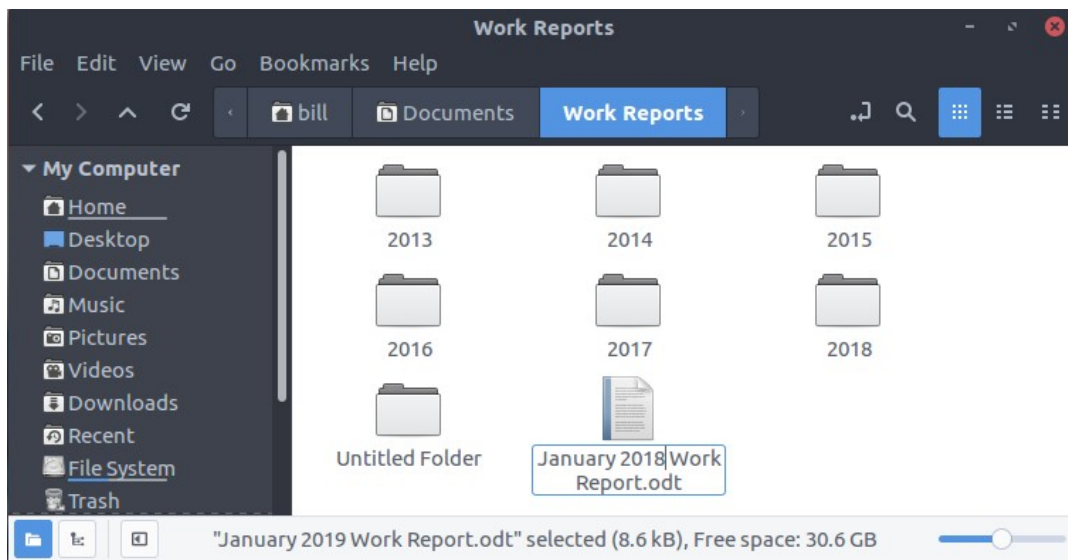 Work Reports
File Edit View Go Bookmarks Help
bill Documents Work Reports
My Computer
Home
Desktop
Documents
Music
Pictures
Videos
Downloads
Recent
File System
Trash
2013 2014 2015
2016 2017 2018
Untitled Folder January 2018 Work
Report.odt
"January 2019 Work Report.odt" selected (8.6 kB), Free space: 30.6 GB